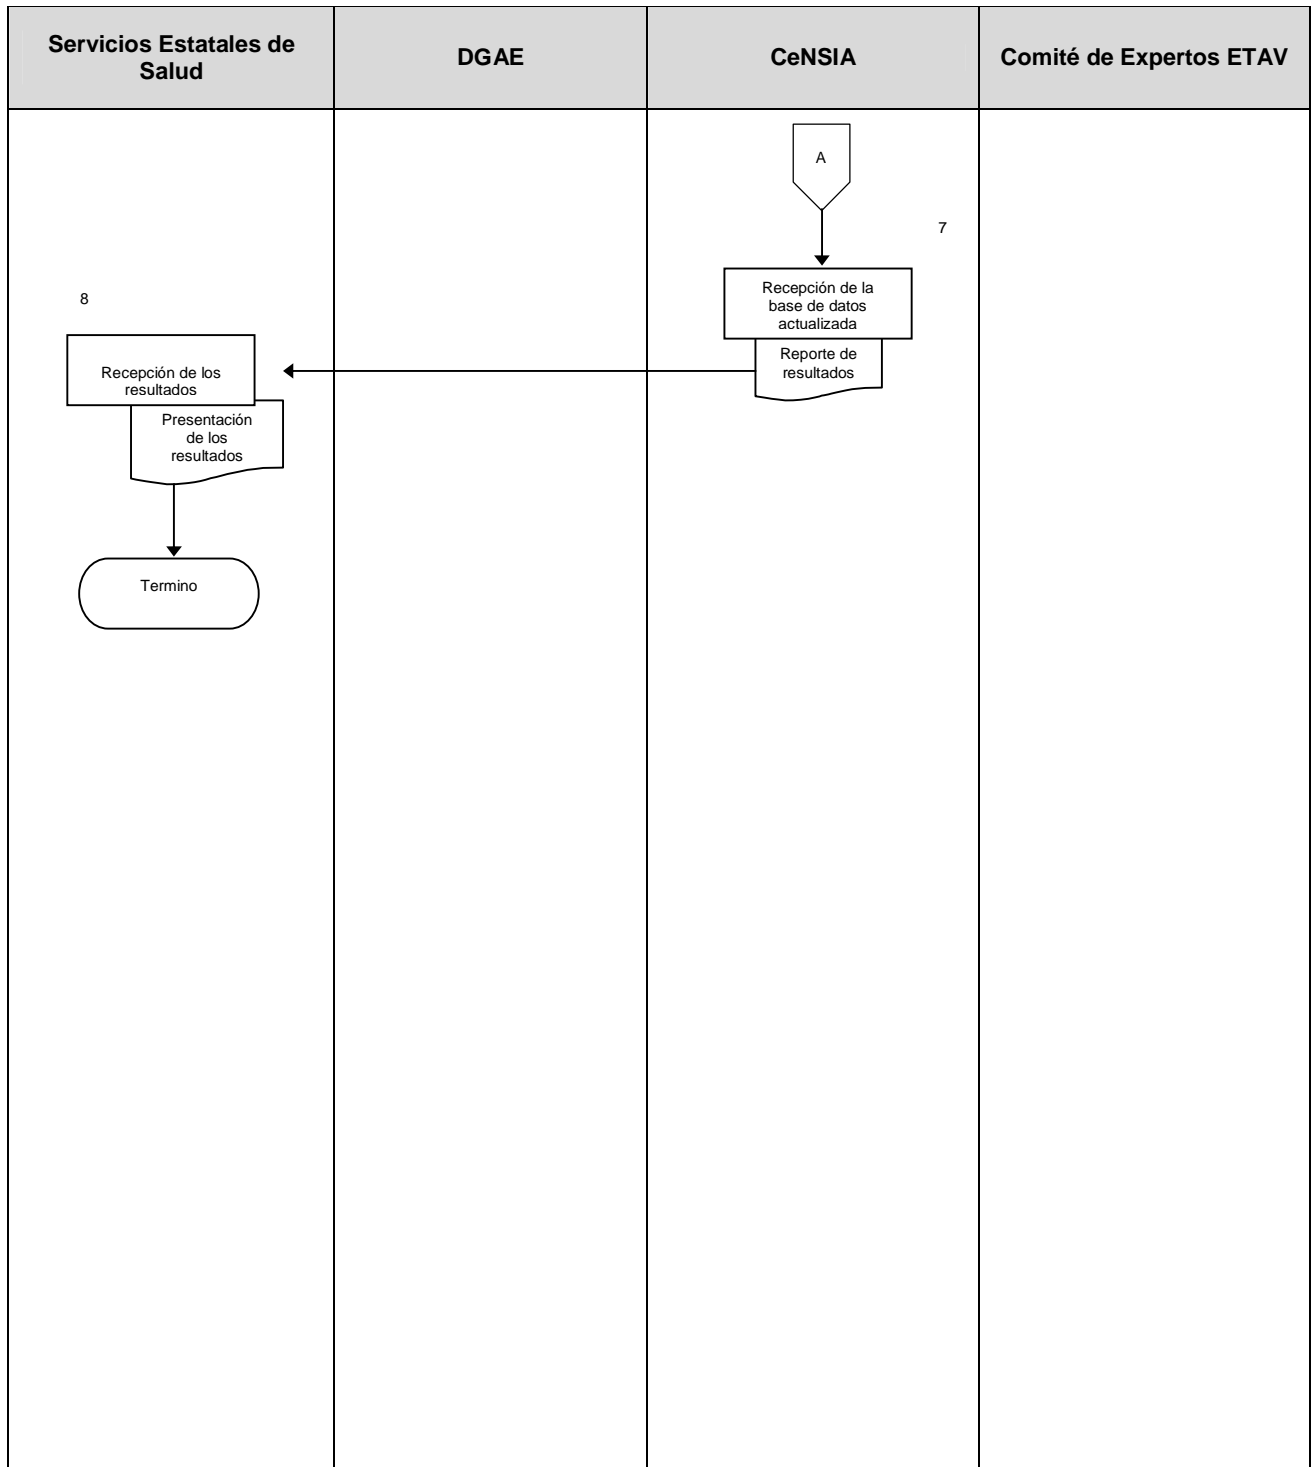 Servicios Estatales de
Salud
DGAE
CeNSIA
Comité de Expertos ETAV
A
7
Recepción de la
base de datos
actualizada
Reporte de
resultados
8
Recepción de los
resultados
Presentación
de los
resultados
Termino